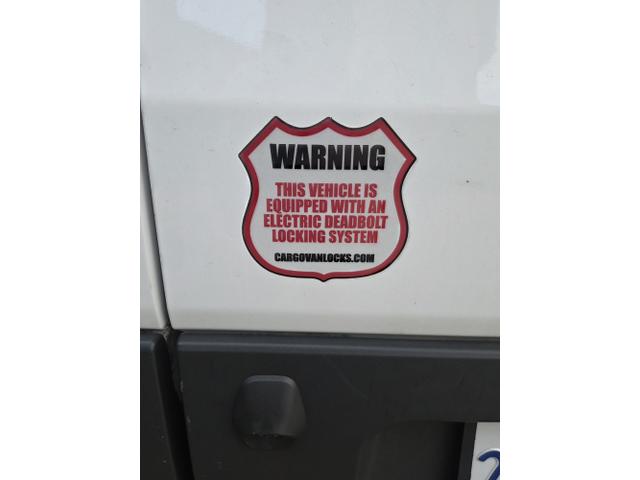 WARNING
THIS VEHICLE IS
EQUIPPED WITH AN
ELECTRIC DEADBOLT
LOCKING SYSTEM
CARGOVANLOCKS.COM